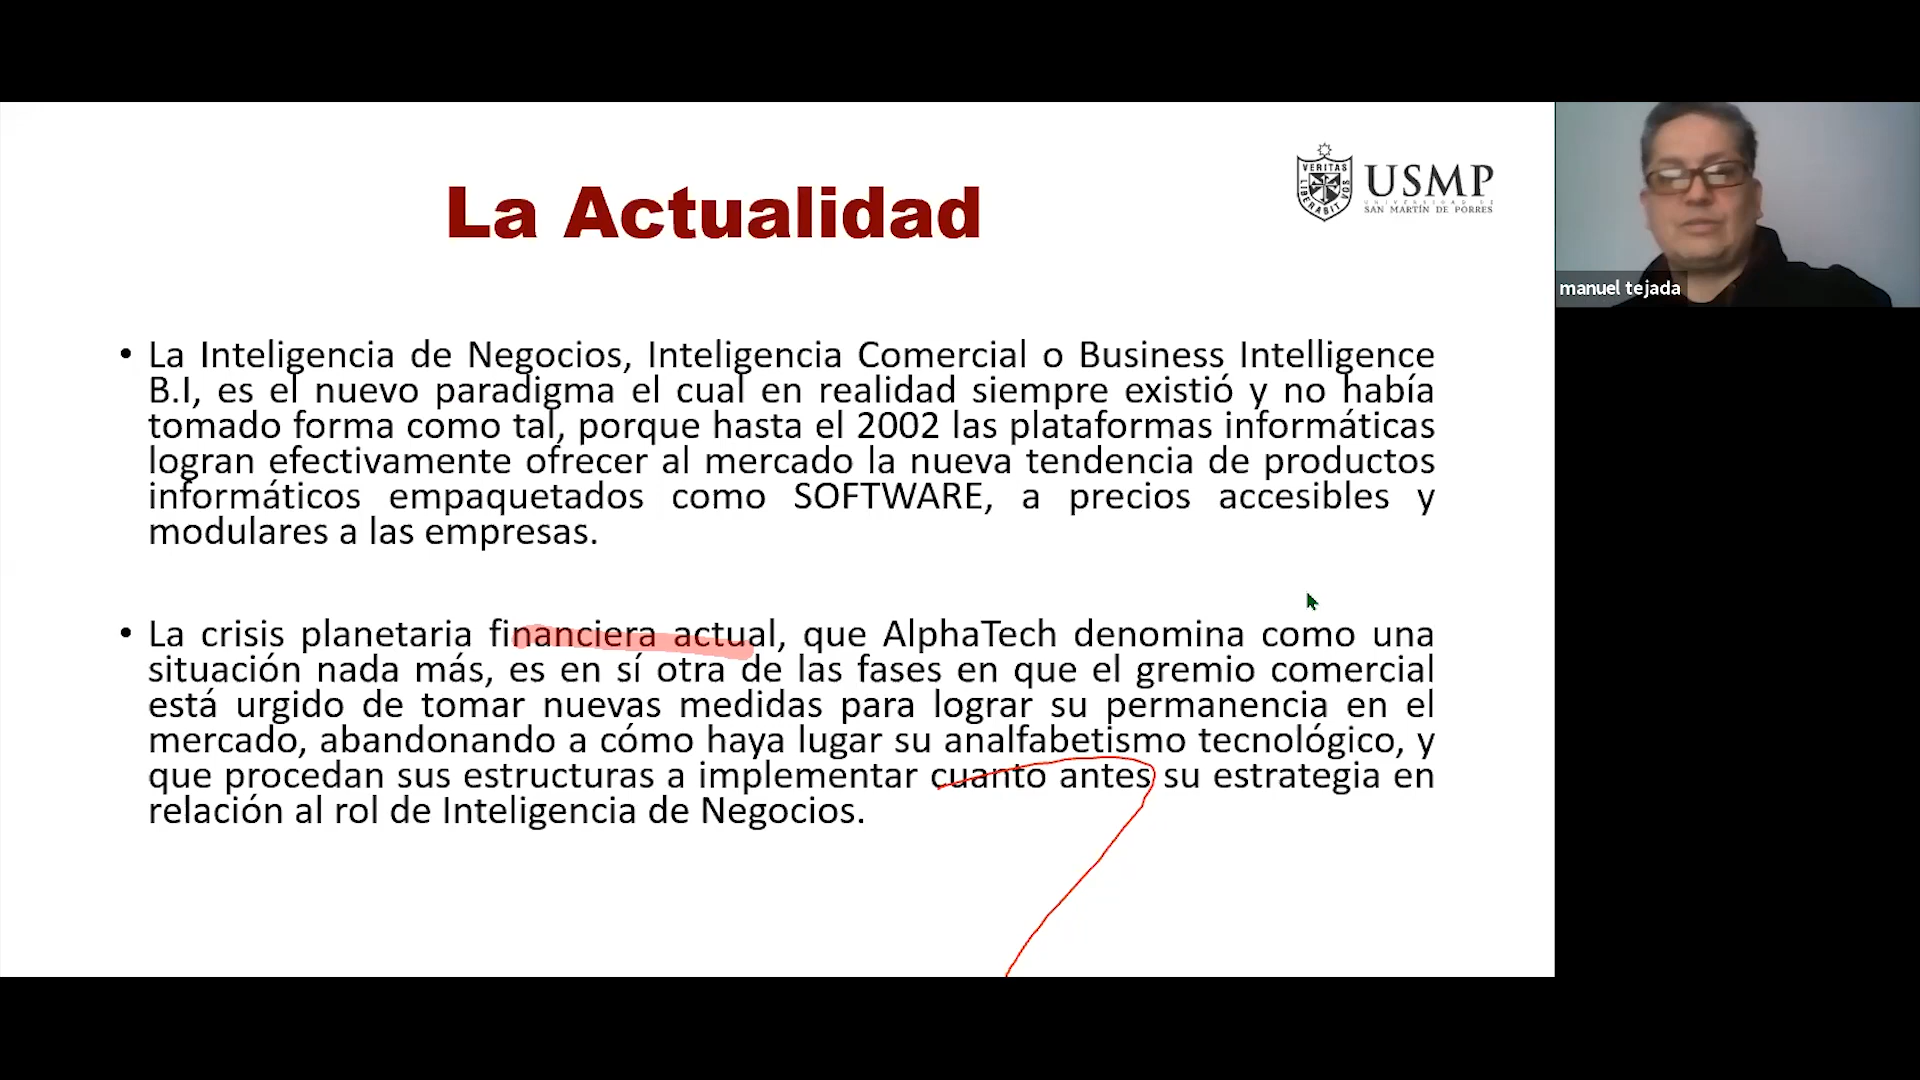 La Actualidad
VERITAS
LIBERABIT VOS
USMP
UNIVERSIDAD DE
SAN MARTÍN DE PORRES
manuel tejada
• La Inteligencia de Negocios, Inteligencia Comercial o Business Intelligence
B.I, es el nuevo paradigma el cual en realidad siempre existió y no había
tomado forma como tal, porque hasta el 2002 las plataformas informáticas
logran efectivamente ofrecer al mercado la nueva tendencia de productos
informáticos empaquetados como SOFTWARE, a precios accesibles y
modulares a las empresas.
• La crisis planetaria financiera actual, que AlphaTech denomina como una
situación nada más, es en sí otra de las fases en que el gremio comercial
está urgido de tomar nuevas medidas para lograr su permanencia en el
mercado, abandonando a cómo haya lugar su analfabetismo tecnológico, y
que procedan sus estructuras a implementar cuanto antes su estrategia en
relación al rol de Inteligencia de Negocios.